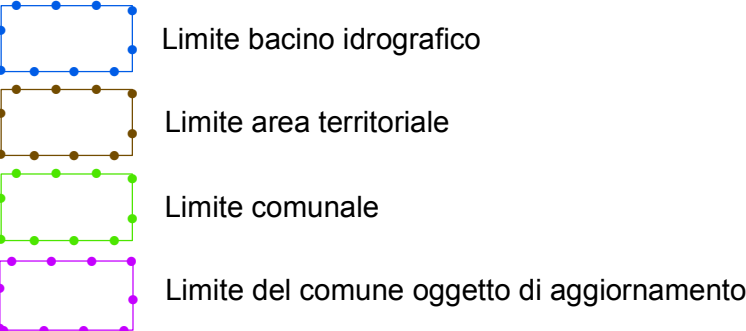 Limite bacino idrografico
Limite area territoriale
Limite comunale
Limite del comune oggetto di aggiornamento